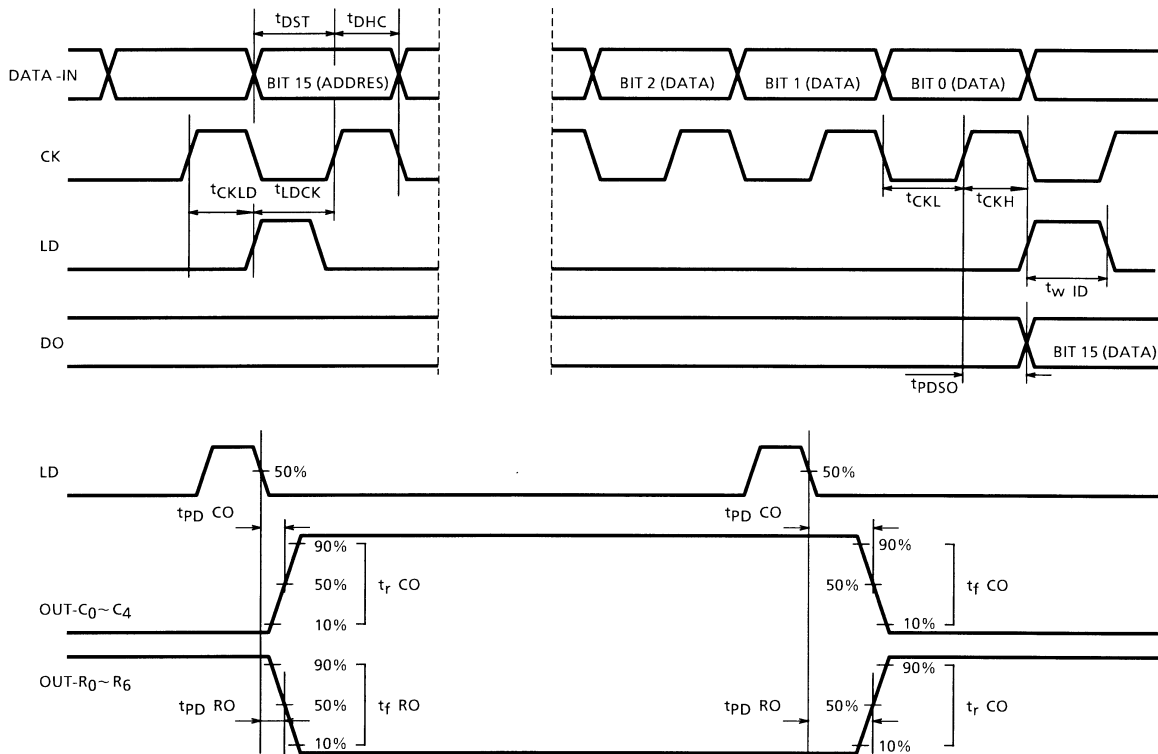 tDST tDHC
DATA-IN BIT 15 (ADDRES) BIT 2 (DATA) BIT 1 (DATA) BIT 0 (DATA)
CK
tCKLD tLDCK tCKL tCKH
LD
tw ID
DO BIT 15 (DATA)
tPDSO
LD 50% 50%
tPD CO tPD CO
90% 90%
50% tr CO 50% tf CO
OUT-C0~C4
10% 10%
90% 90%
OUT-R0~R6
tPD RO 50% tf RO tPD RO 50% tr CO
10% 10%